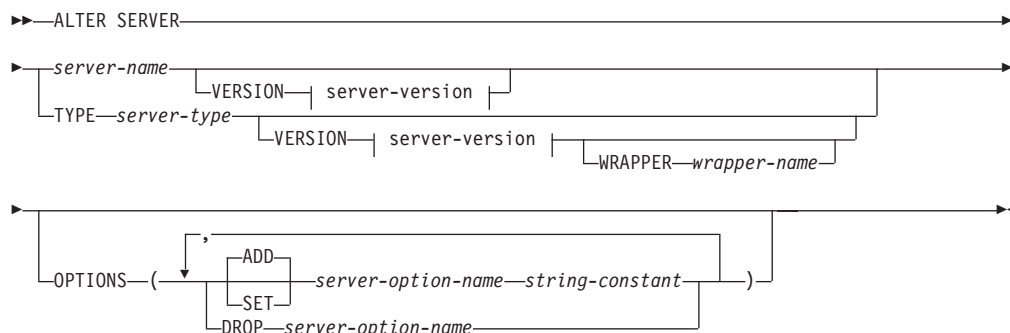 ALTER SERVER
server-name
VERSION server-version
TYPE server-type
VERSION server-version
WRAPPER wrapper-name
,
ADD
OPTIONS ( server-option-name string-constant )
SET
DROP server-option-name